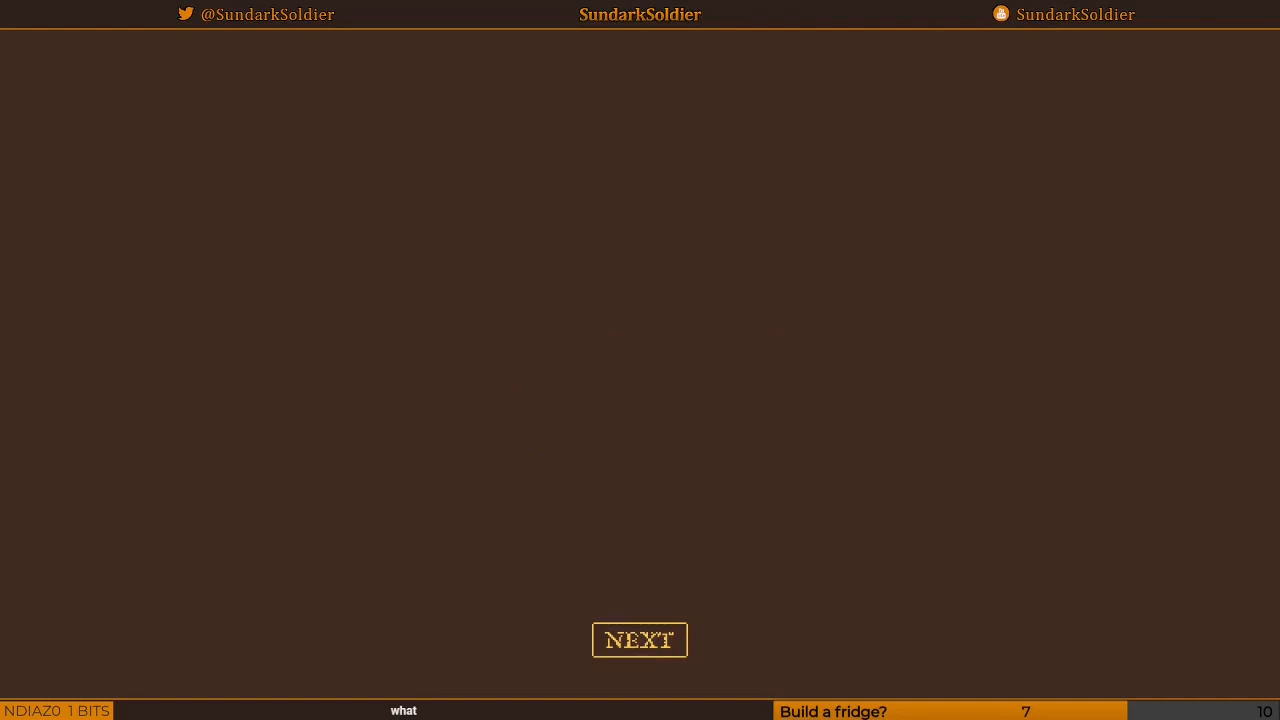 @SundarkSoldier SundarkSoldier SundarkSoldier
NEXT
NDIAZ0 1 BITS what Build a fridge? 7 10